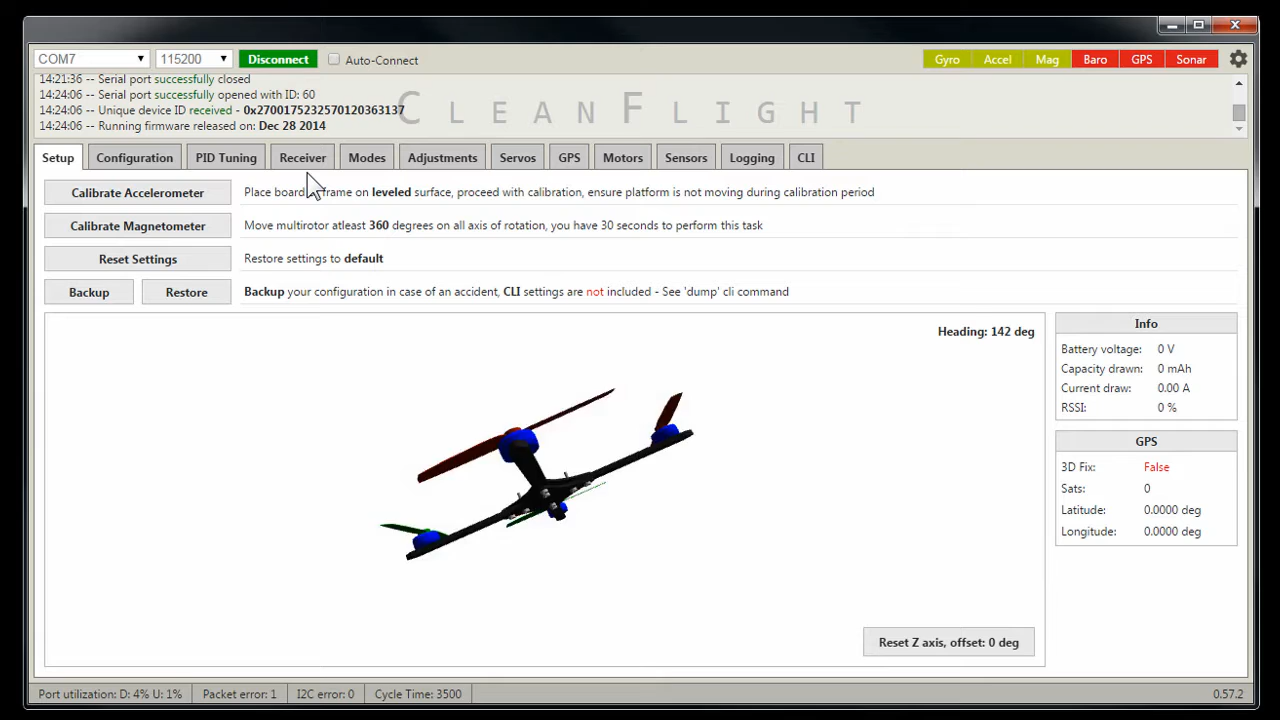 COM7 115200 Disconnect Auto-Connect Gyro Accel Mag Baro GPS Sonar
14:21:36 -- Serial port successfully closed
14:24:06 -- Serial port successfully opened with ID: 60
14:24:06 -- Unique device ID received - 0x2700175232570120363137
CLEANFLIGHT
14:24:06 -- Running firmware released on: Dec 28 2014
Setup Configuration PID Tuning Receiver Modes Adjustments Servos GPS Motors Sensors Logging CLI
Calibrate Accelerometer Place board frame on leveled surface, proceed with calibration, ensure platform is not moving during calibration period
Calibrate Magnetometer Move multirotor atleast 360 degrees on all axis of rotation, you have 30 seconds to perform this task
Reset Settings Restore settings to default
Backup Restore Backup your configuration in case of an accident, CLI settings are not included - See 'dump' cli command
Heading: 142 deg
Info
Battery voltage: 0 V
Capacity drawn: 0 mAh
Current draw: 0.00 A
RSSI: 0 %
GPS
3D Fix: False
Sats: 0
Latitude: 0.0000 deg
Longitude: 0.0000 deg
Reset Z axis, offset: 0 deg
Port utilization: D: 4% U: 1% Packet error: 1 I2C error: 0 Cycle Time: 3500 0.57.2